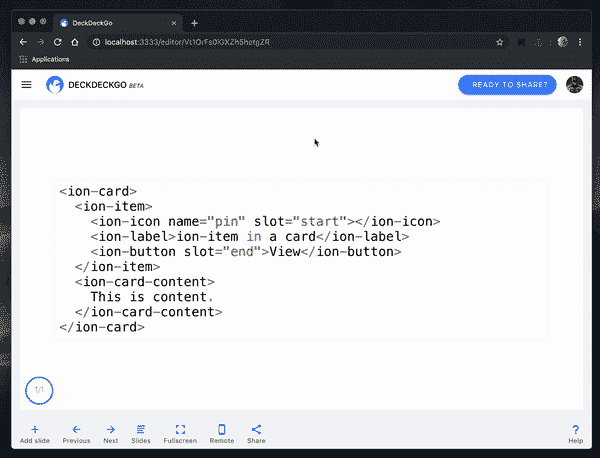 DeckDeckGo
localhost:3333/editor/VL1OrFs0iGXZh5hetgZR
Applications
DECKDECKGO BETA
READY TO SHARE?
<ion-card>
  <ion-item>
    <ion-icon name="pin" slot="start"></ion-icon>
    <ion-label>ion-item in a card</ion-label>
    <ion-button slot="end">View</ion-button>
  </ion-item>
  <ion-card-content>
    This is content.
  </ion-card-content>
</ion-card>
1/1
Add slide Previous Next Slides Fullscreen Remote Share Help